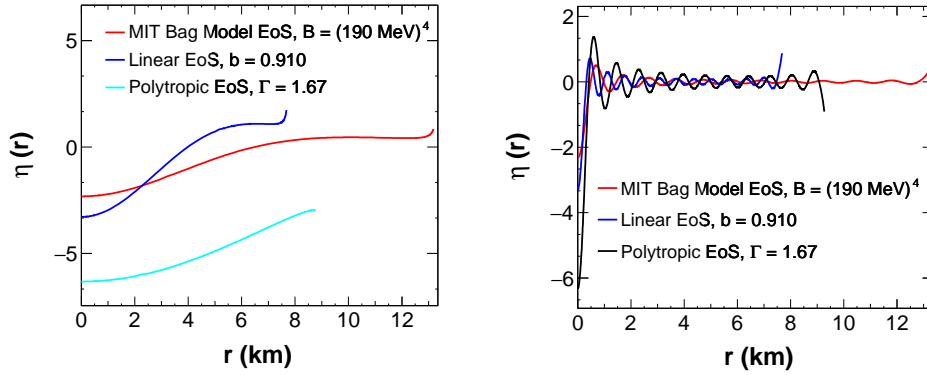 5
0
−5
η (r)
MIT Bag Model EoS, B = (190 MeV)^4
Linear EoS, b = 0.910
Polytropic EoS, Γ = 1.67
0 2 4 6 8 10 12
r (km)
2
0
−2
−4
−6
η (r)
MIT Bag Model EoS, B = (190 MeV)^4
Linear EoS, b = 0.910
Polytropic EoS, Γ = 1.67
0 2 4 6 8 10 12
r (km)